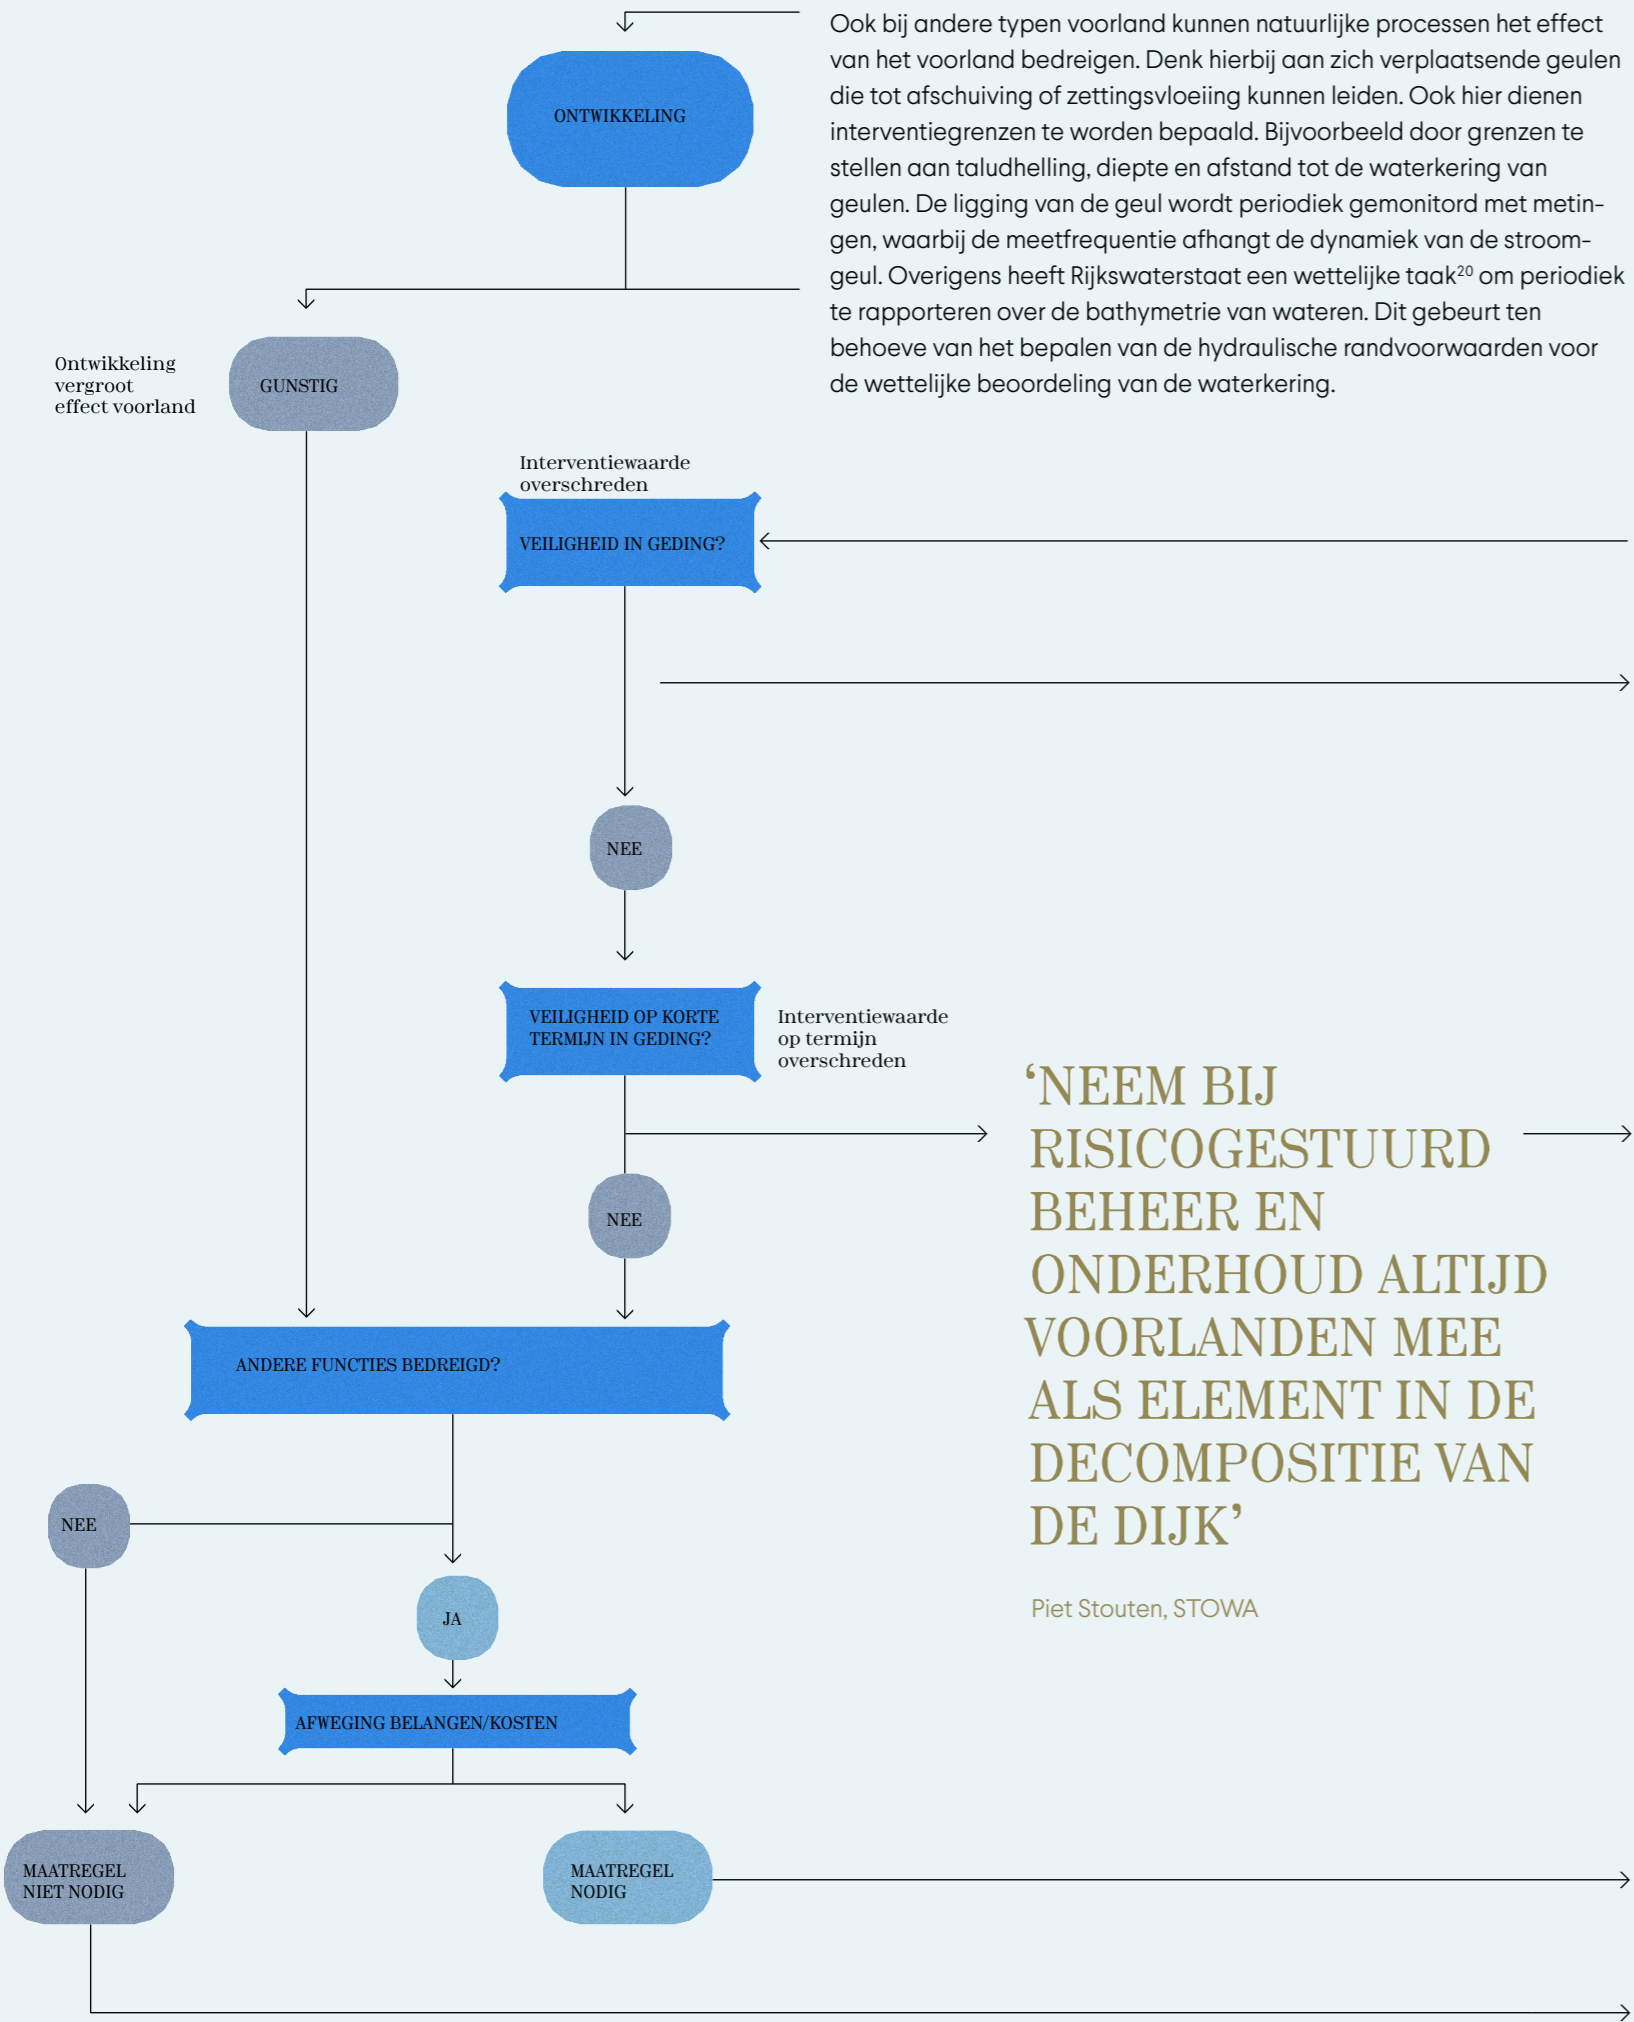 Ook bij andere typen voorland kunnen natuurlijke processen het effect
van het voorland bedreigen. Denk hierbij aan zich verplaatsende geulen
die tot afschuiving of zettingsvloeiing kunnen leiden. Ook hier dienen
interventiegrenzen te worden bepaald. Bijvoorbeeld door grenzen te
stellen aan taludhelling, diepte en afstand tot de waterkering van
geulen. De ligging van de geul wordt periodiek gemonitord met metin-
gen, waarbij de meetfrequentie afhangt de dynamiek van de stroom-
geul. Overigens heeft Rijkswaterstaat een wettelijke taak²⁰ om periodiek
te rapporteren over de bathymetrie van wateren. Dit gebeurt ten
behoeve van het bepalen van de hydraulische randvoorwaarden voor
de wettelijke beoordeling van de waterkering.
ONTWIKKELING
Ontwikkeling
vergroot
effect voorland
GUNSTIG
Interventiewaarde
overschreden
VEILIGHEID IN GEDING?
NEE
VEILIGHEID OP KORTE
TERMIJN IN GEDING?
Interventiewaarde
op termijn
overschreden
NEE
‘NEEM BIJ
RISICOGESTUURD
BEHEER EN
ONDERHOUD ALTIJD
VOORLANDEN MEE
ALS ELEMENT IN DE
DECOMPOSITIE VAN
DE DIJK’
Piet Stouten, STOWA
ANDERE FUNCTIES BEDREIGD?
NEE
JA
AFWEGING BELANGEN/KOSTEN
MAATREGEL
NIET NODIG
MAATREGEL
NODIG